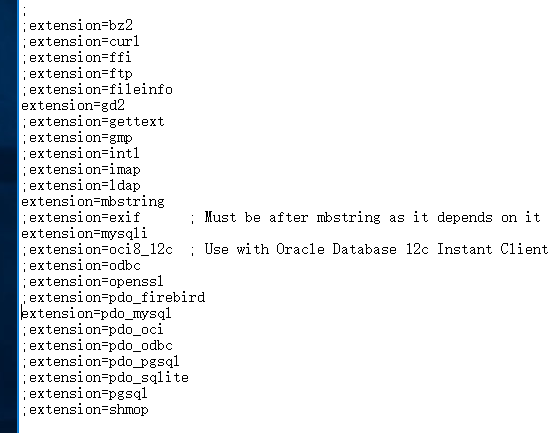 ;
;extension=bz2
;extension=curl
;extension=ffi
;extension=ftp
;extension=fileinfo
extension=gd2
;extension=gettext
;extension=gmp
;extension=intl
;extension=imap
;extension=ldap
extension=mbstring
;extension=exif      ; Must be after mbstring as it depends on it
extension=mysqli
;extension=oci8_12c  ; Use with Oracle Database 12c Instant Client
;extension=odbc
;extension=openssl
;extension=pdo_firebird
extension=pdo_mysql
;extension=pdo_oci
;extension=pdo_odbc
;extension=pdo_pgsql
;extension=pdo_sqlite
;extension=pgsql
;extension=shmop